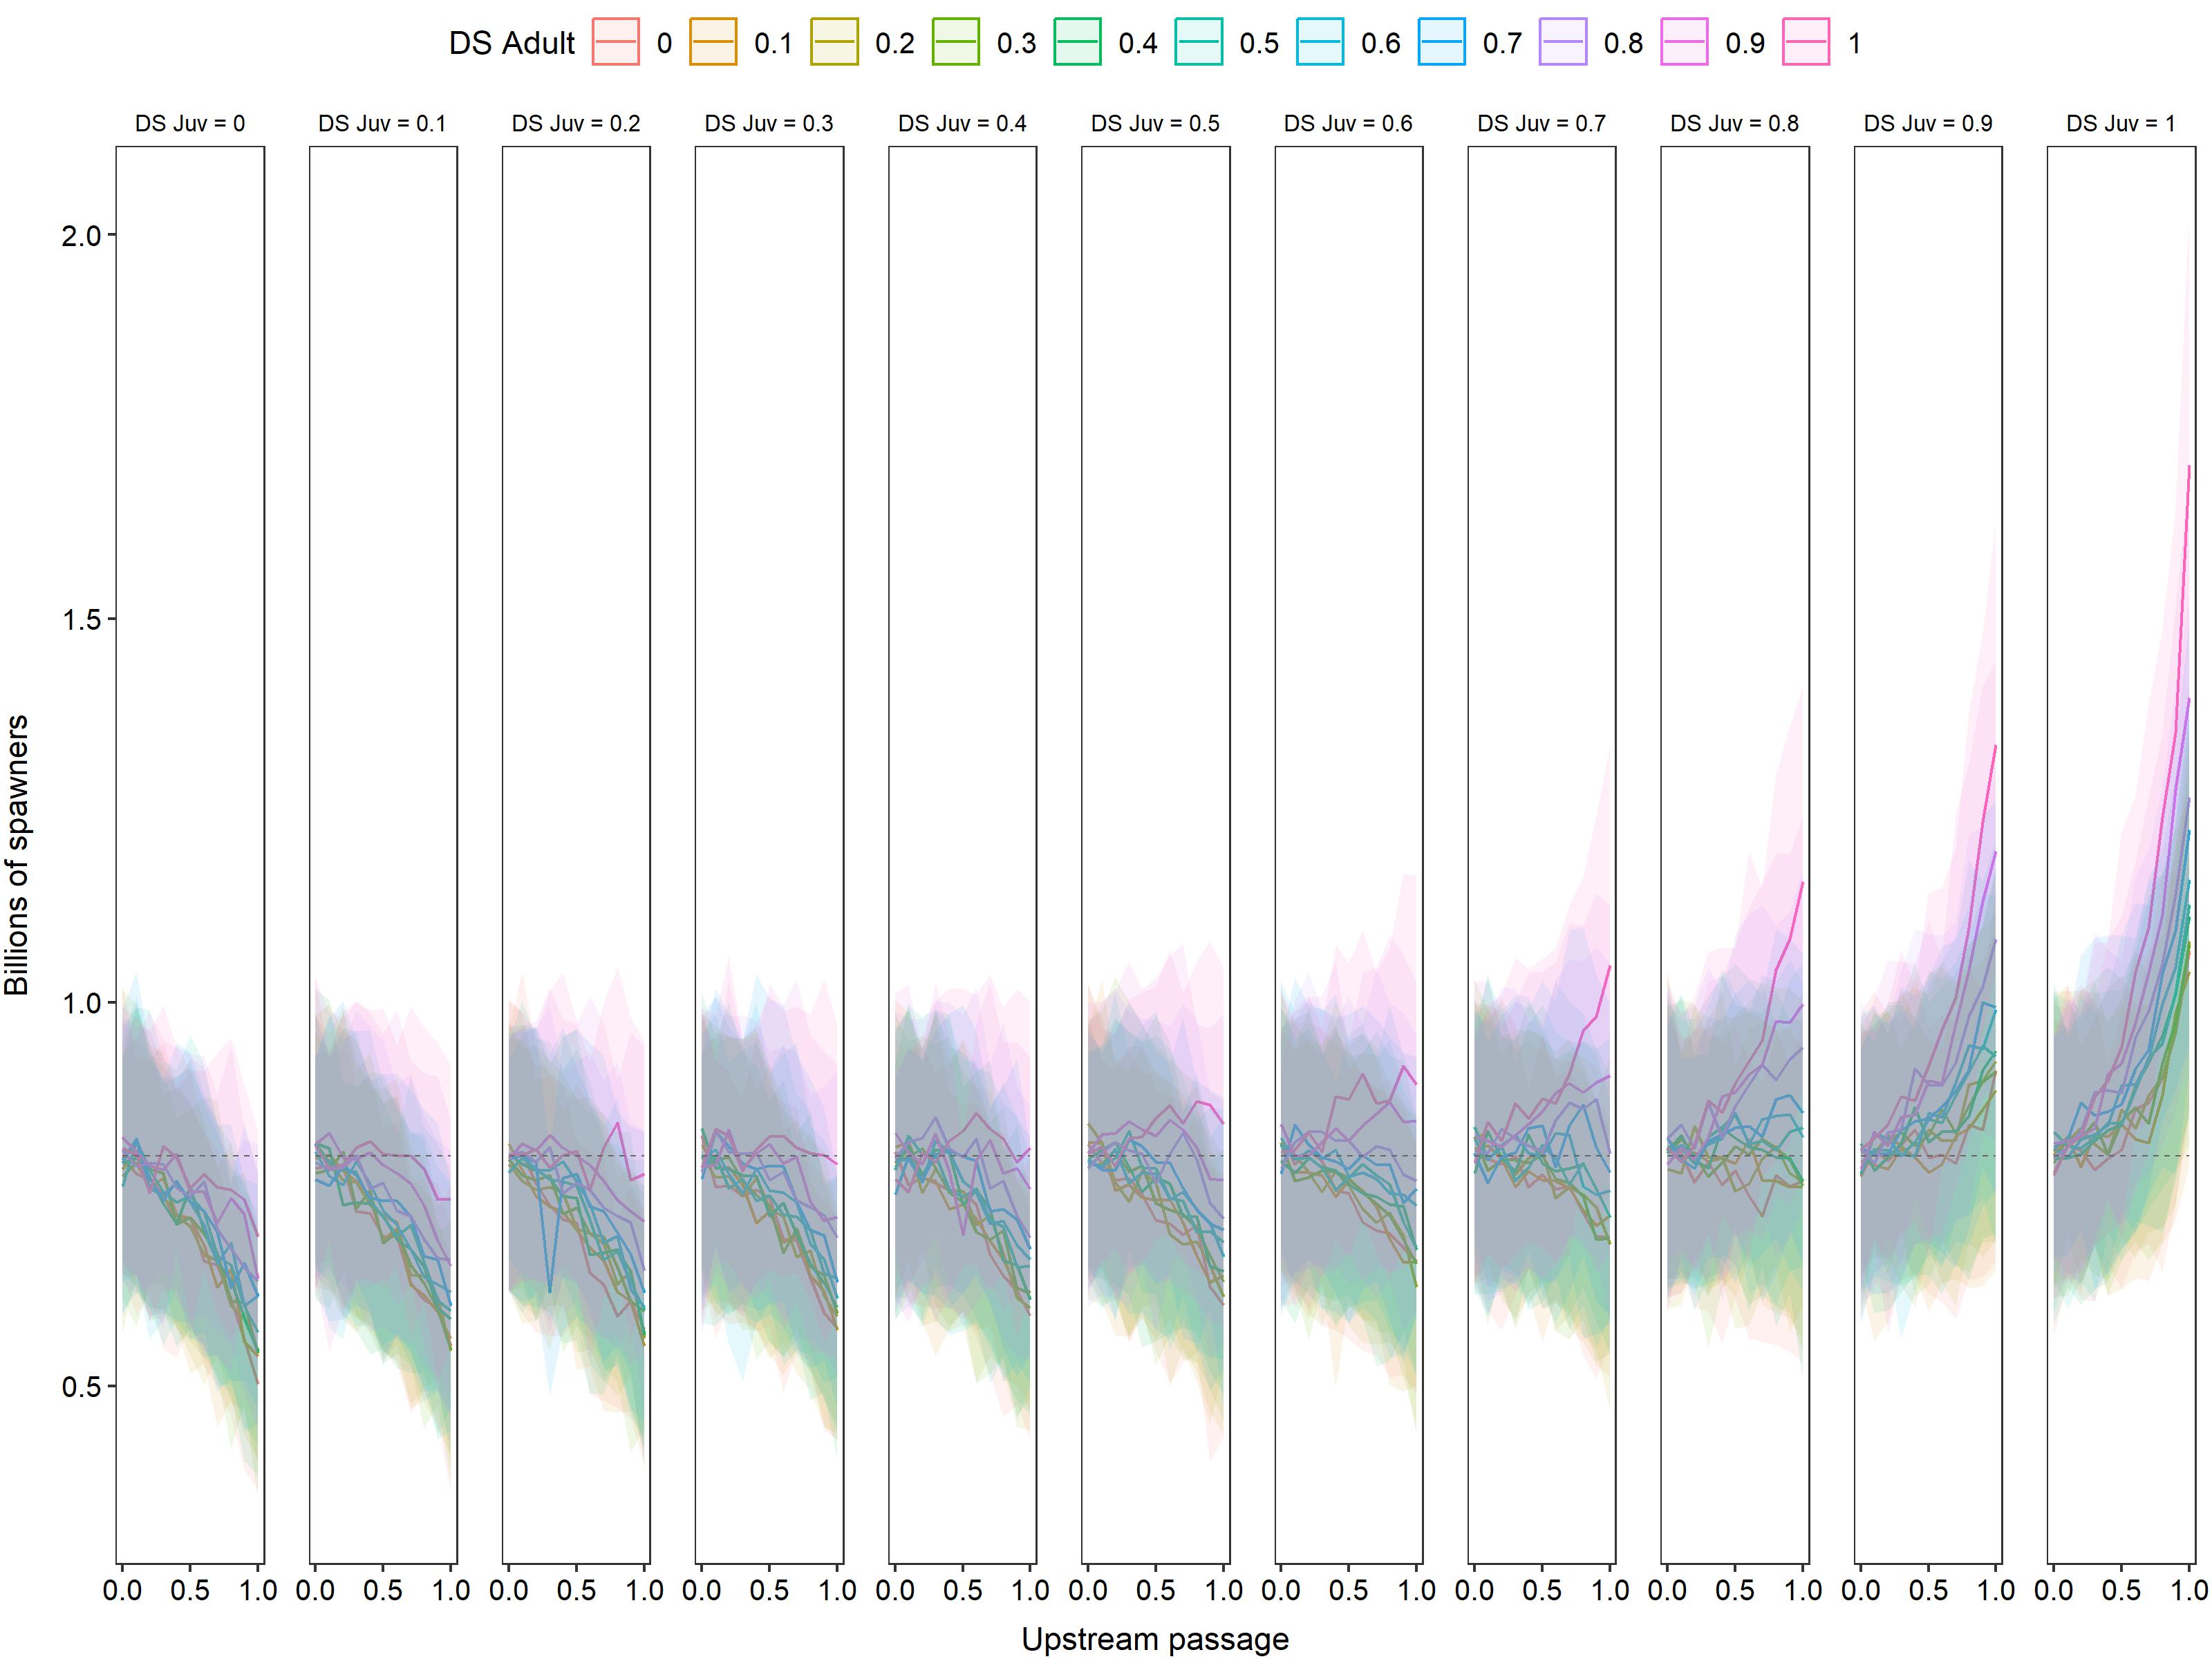 DS Adult 0 0.1 0.2 0.3 0.4 0.5 0.6 0.7 0.8 0.9 1
DS Juv = 0 DS Juv = 0.1 DS Juv = 0.2 DS Juv = 0.3 DS Juv = 0.4 DS Juv = 0.5 DS Juv = 0.6 DS Juv = 0.7 DS Juv = 0.8 DS Juv = 0.9 DS Juv = 1
2.0
1.5
1.0
0.5
Billions of spawners
0.0 0.5 1.0 0.0 0.5 1.0 0.0 0.5 1.0 0.0 0.5 1.0 0.0 0.5 1.0 0.0 0.5 1.0 0.0 0.5 1.0 0.0 0.5 1.0 0.0 0.5 1.0 0.0 0.5 1.0 0.0 0.5 1.0
Upstream passage